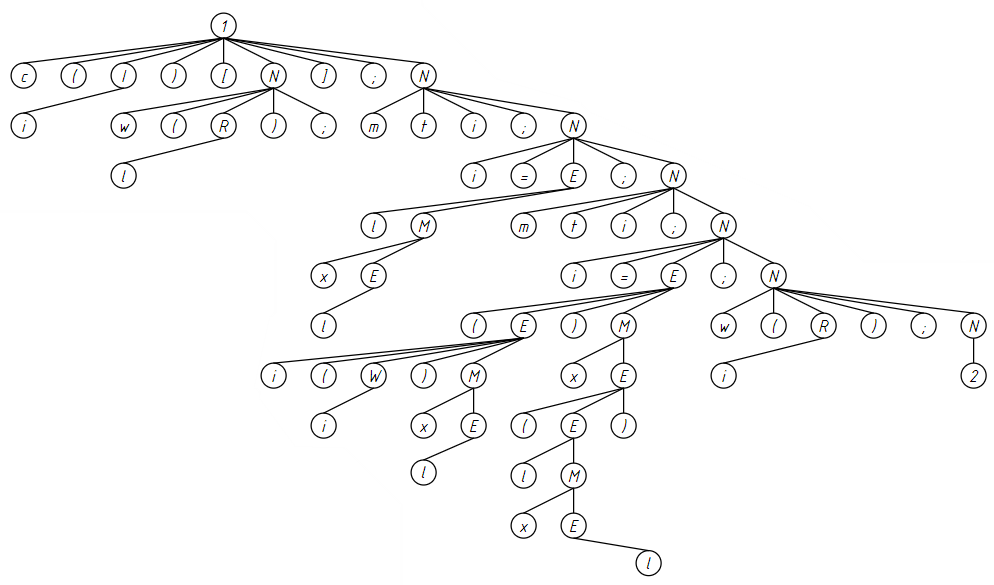 1
c ( I ) [ N ] ; N
i w ( R ) ; m t i ; N
l i = E ; N
l M m t i ; N
x E i = E ; N
l ( E ) M w ( R ) ; N
i ( W ) M x E i 2
i x E ( E ) 
l l M
x E
l